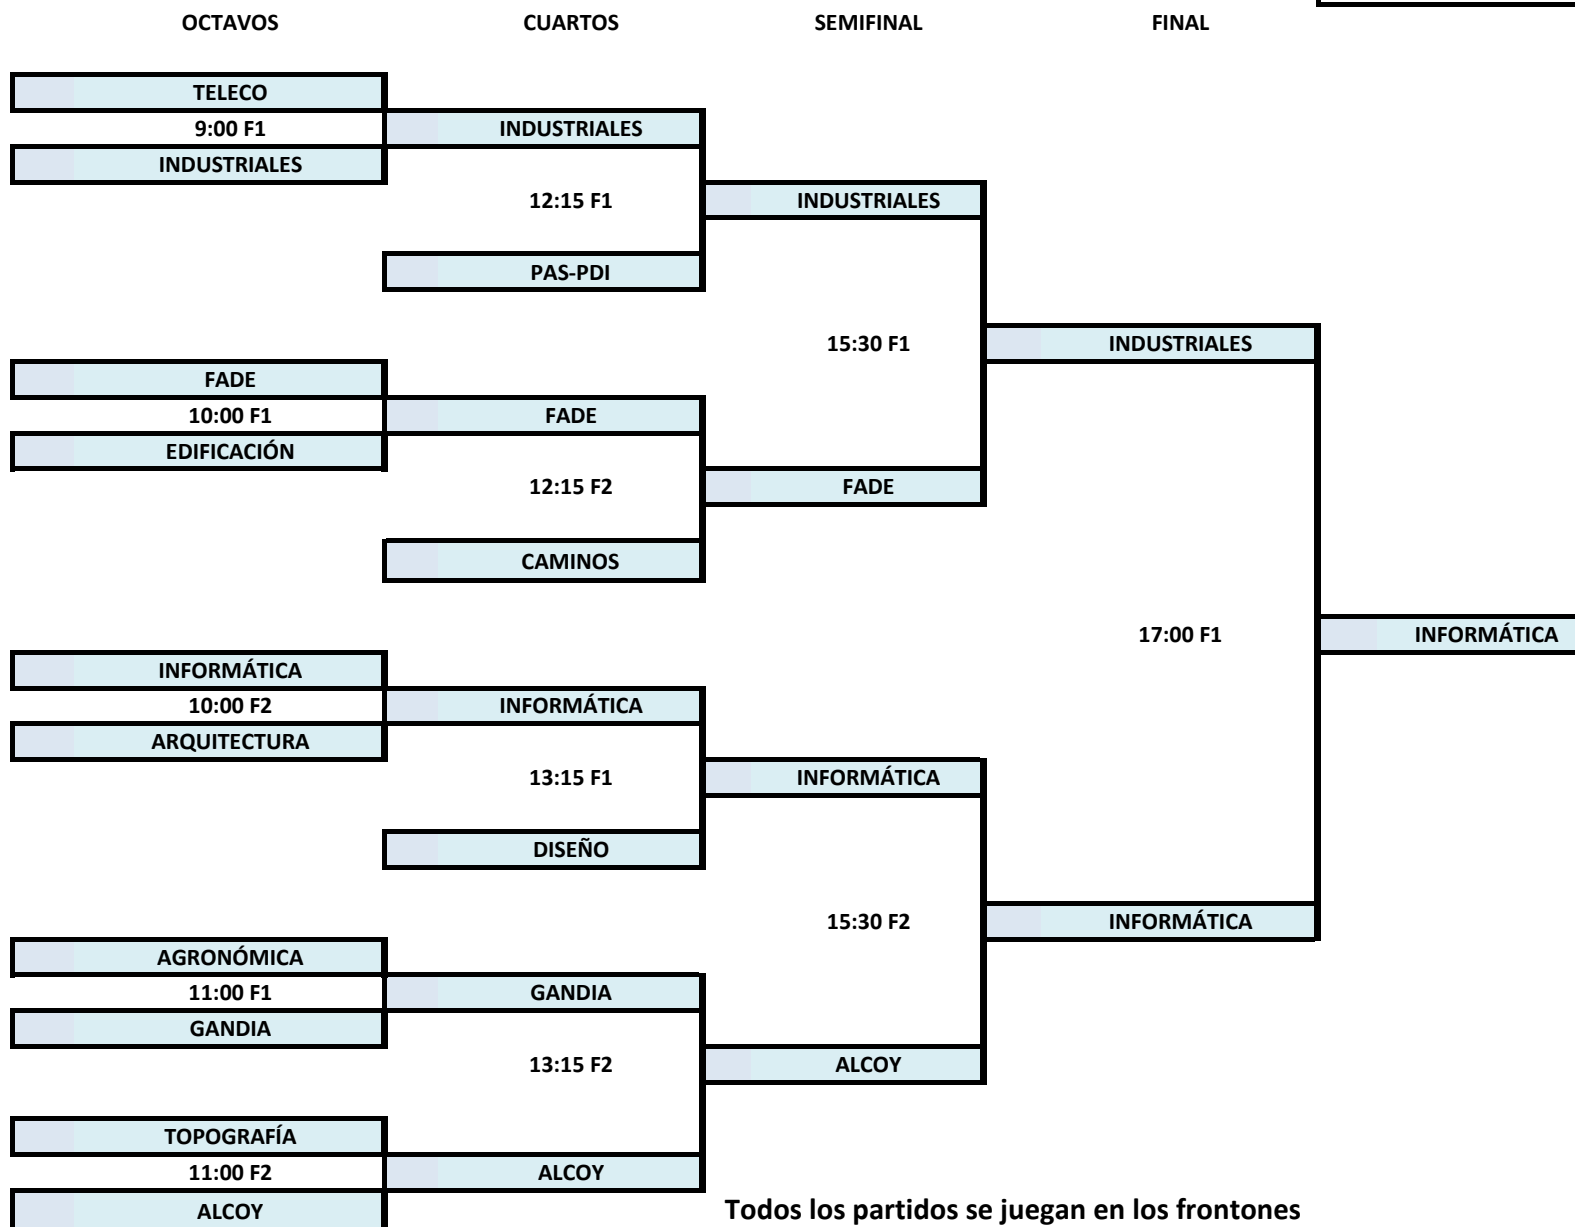 OCTAVOS CUARTOS SEMIFINAL FINAL
TELECO
9:00 F1 INDUSTRIALES
INDUSTRIALES
12:15 F1 INDUSTRIALES
PAS-PDI
15:30 F1 INDUSTRIALES
FADE
10:00 F1 FADE
EDIFICACIÓN
12:15 F2 FADE
CAMINOS
17:00 F1 INFORMÁTICA
INFORMÁTICA
10:00 F2 INFORMÁTICA
ARQUITECTURA
13:15 F1 INFORMÁTICA
DISEÑO
15:30 F2 INFORMÁTICA
AGRONÓMICA
11:00 F1 GANDIA
GANDIA
13:15 F2 ALCOY
TOPOGRAFÍA
11:00 F2 ALCOY
ALCOY Todos los partidos se juegan en los frontones